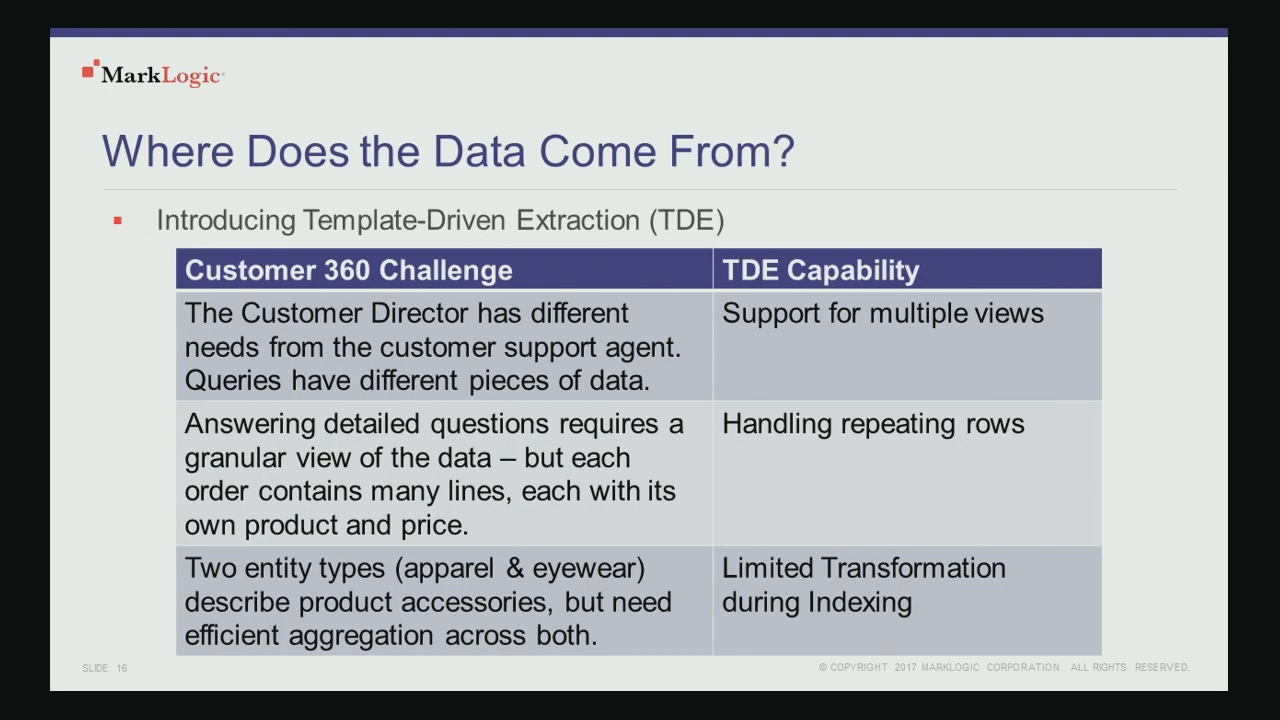 MarkLogic
Where Does the Data Come From?
Introducing Template-Driven Extraction (TDE)
Customer 360 Challenge
TDE Capability
The Customer Director has different
needs from the customer support agent.
Queries have different pieces of data.
Support for multiple views
Answering detailed questions requires a
granular view of the data – but each
order contains many lines, each with its
own product and price.
Handling repeating rows
Two entity types (apparel & eyewear)
describe product accessories, but need
efficient aggregation across both.
Limited Transformation
during Indexing
SLIDE: 16
© COPYRIGHT 2017 MARKLOGIC CORPORATION. ALL RIGHTS RESERVED.